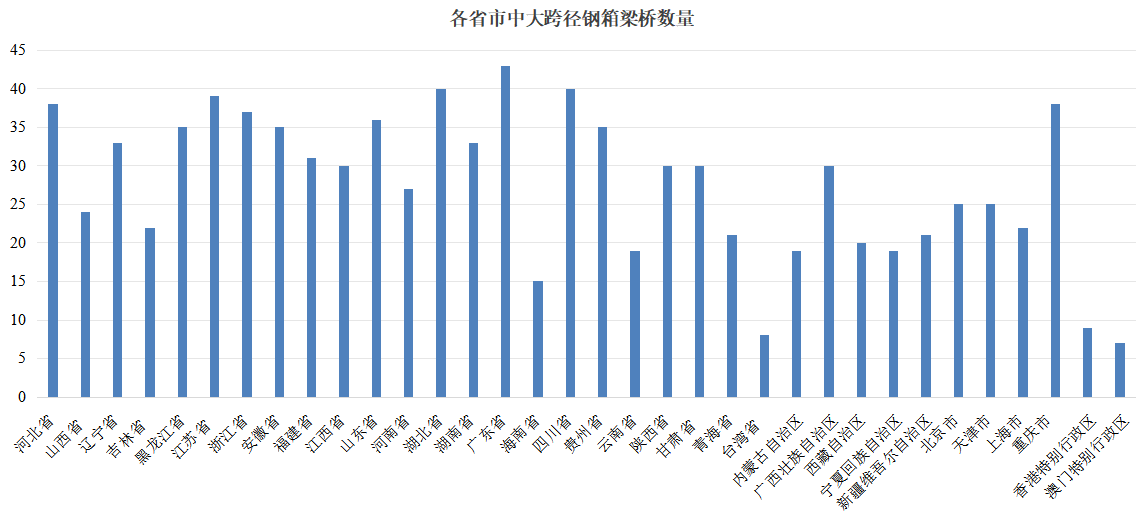 各省市中大跨径钢箱梁桥数量
45
40
35
30
25
20
15
10
5
0
河北省
山西省
辽宁省
吉林省
黑龙江省
江苏省
浙江省
安徽省
福建省
江西省
山东省
河南省
湖北省
湖南省
广东省
海南省
四川省
贵州省
云南省
陕西省
甘肃省
青海省
台湾省
内蒙古自治区
广西壮族自治区
西藏自治区
宁夏回族自治区
新疆维吾尔自治区
北京市
天津市
上海市
重庆市
香港特别行政区
澳门特别行政区